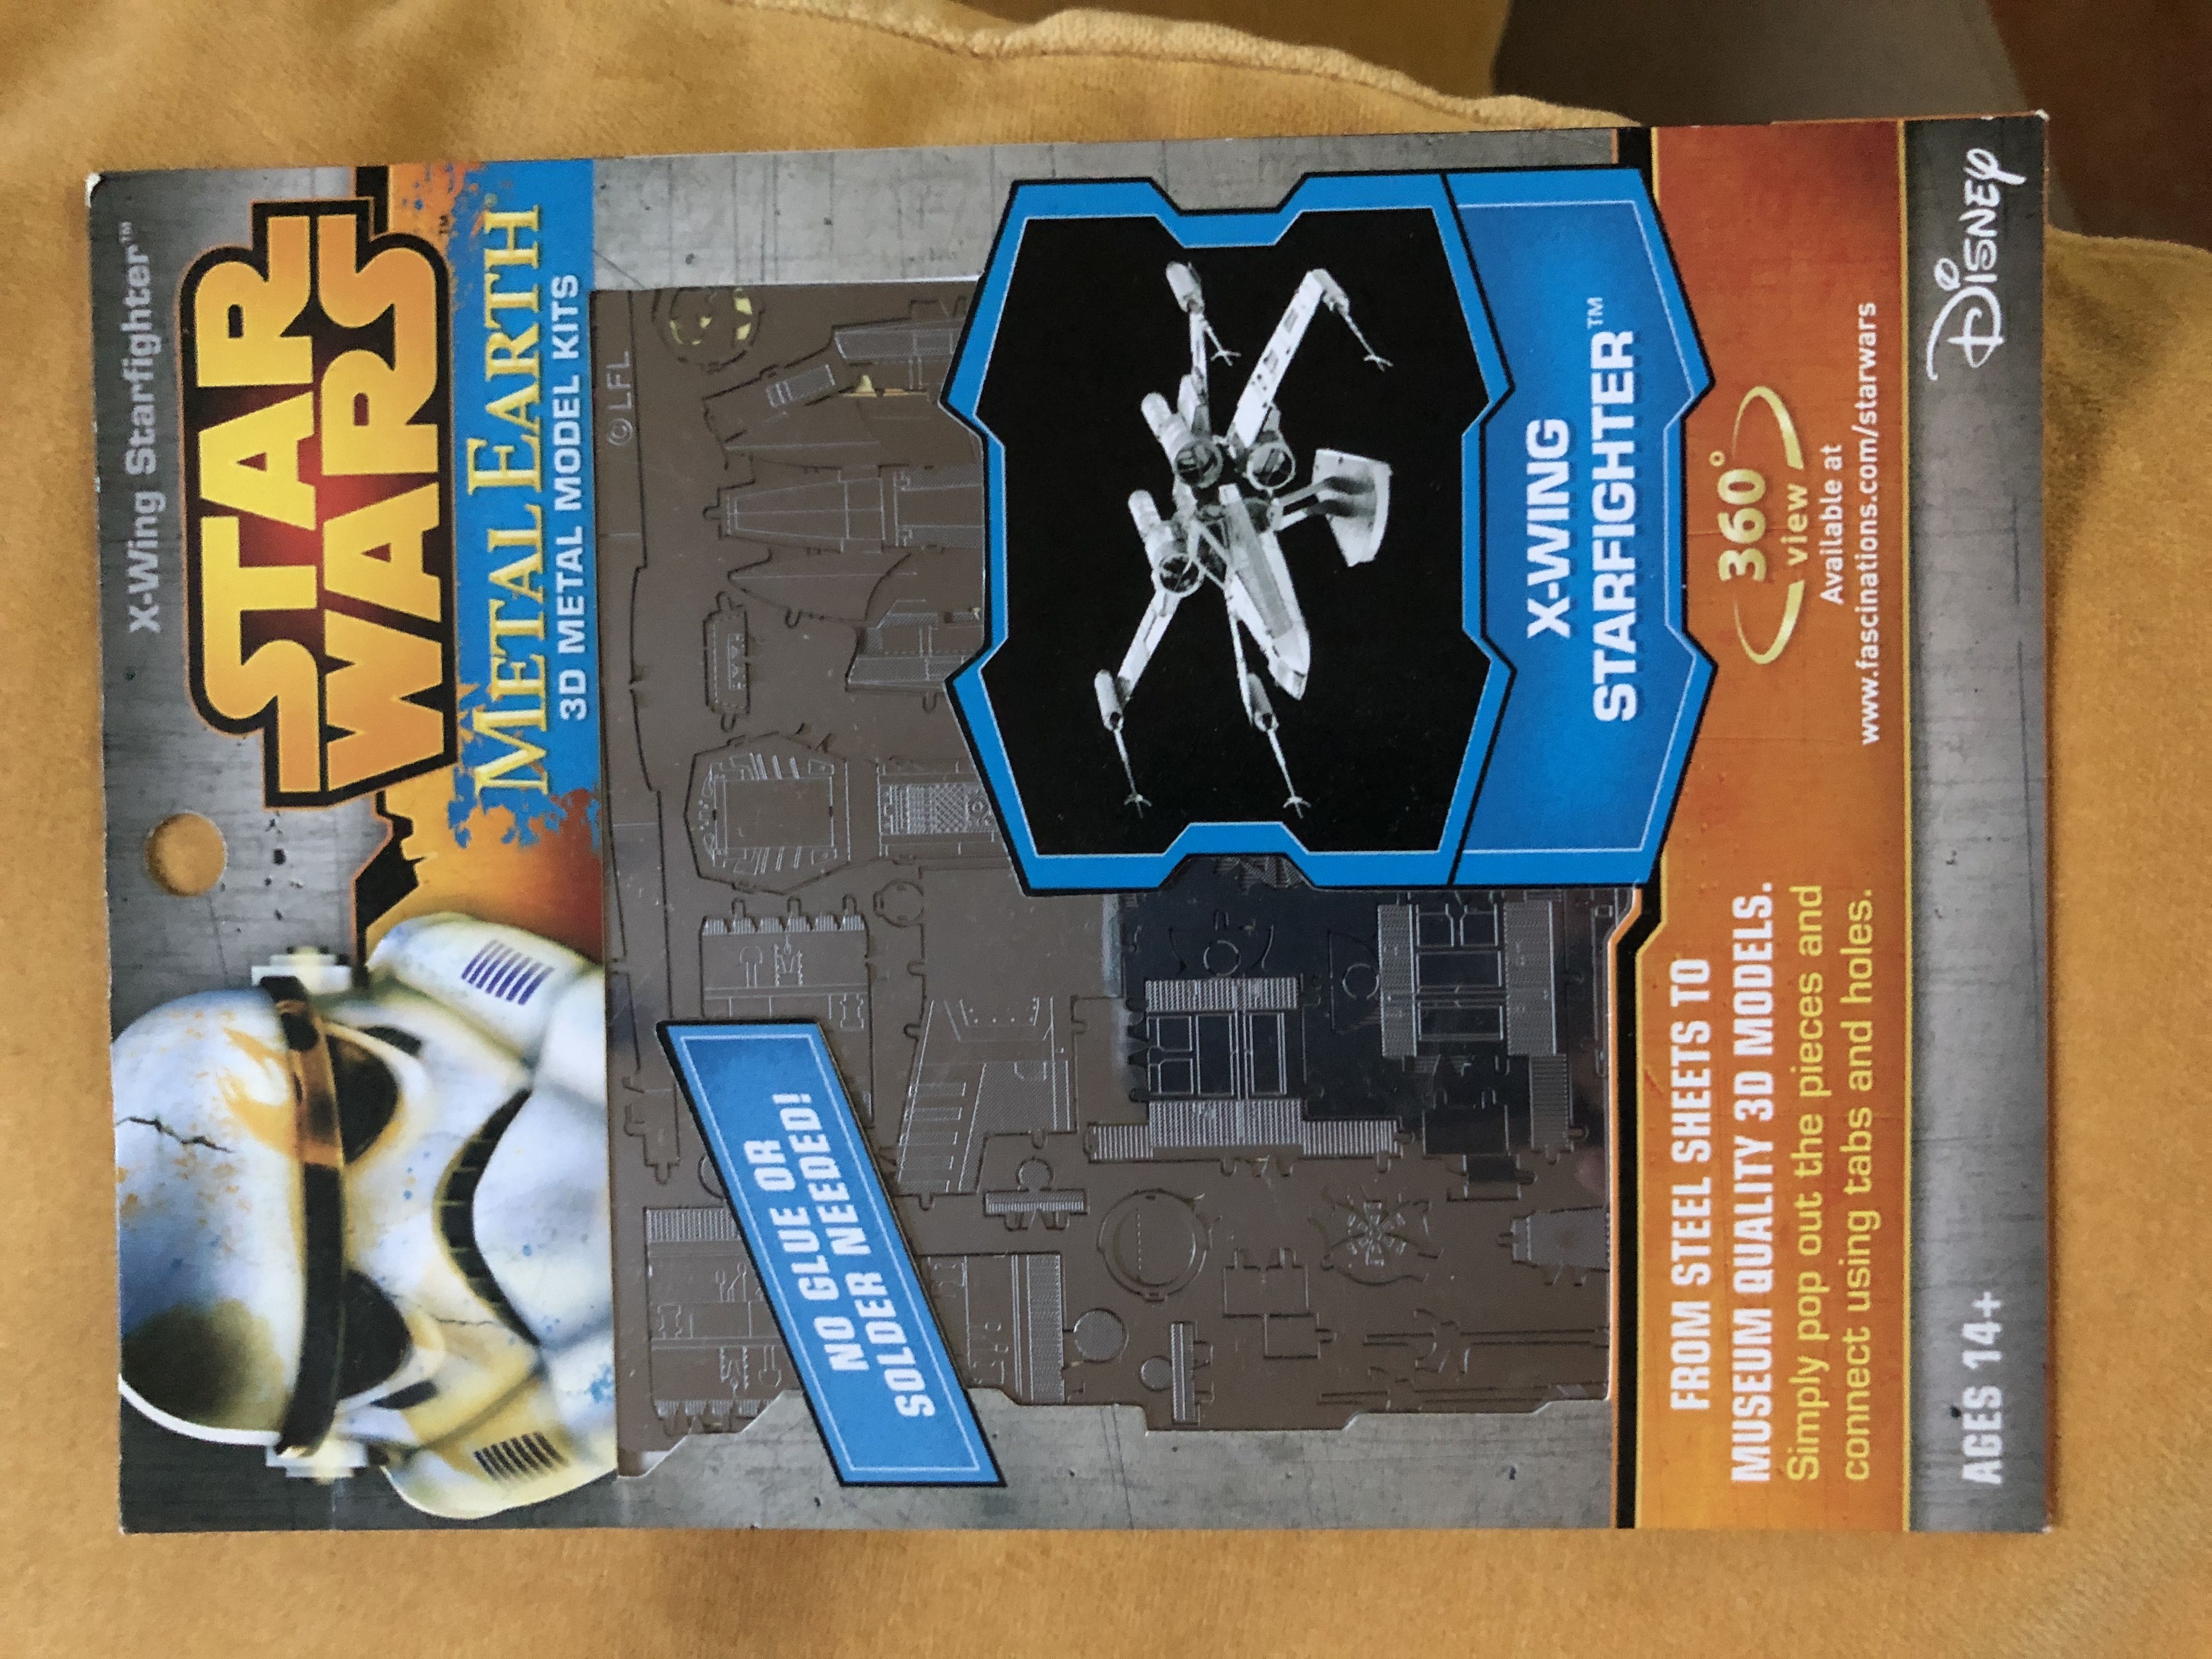 X-Wing Starfighter™
STAR
WARS™
METAL EARTH®
3D METAL MODEL KITS
© LFL
NO GLUE OR
SOLDER NEEDED!
X-WING
STARFIGHTER™
FROM STEEL SHEETS TO
MUSEUM QUALITY 3D MODELS.
Simply pop out the pieces and
connect using tabs and holes.
360°
view
Available at
www.fascinations.com/starwars
AGES 14+
Disney